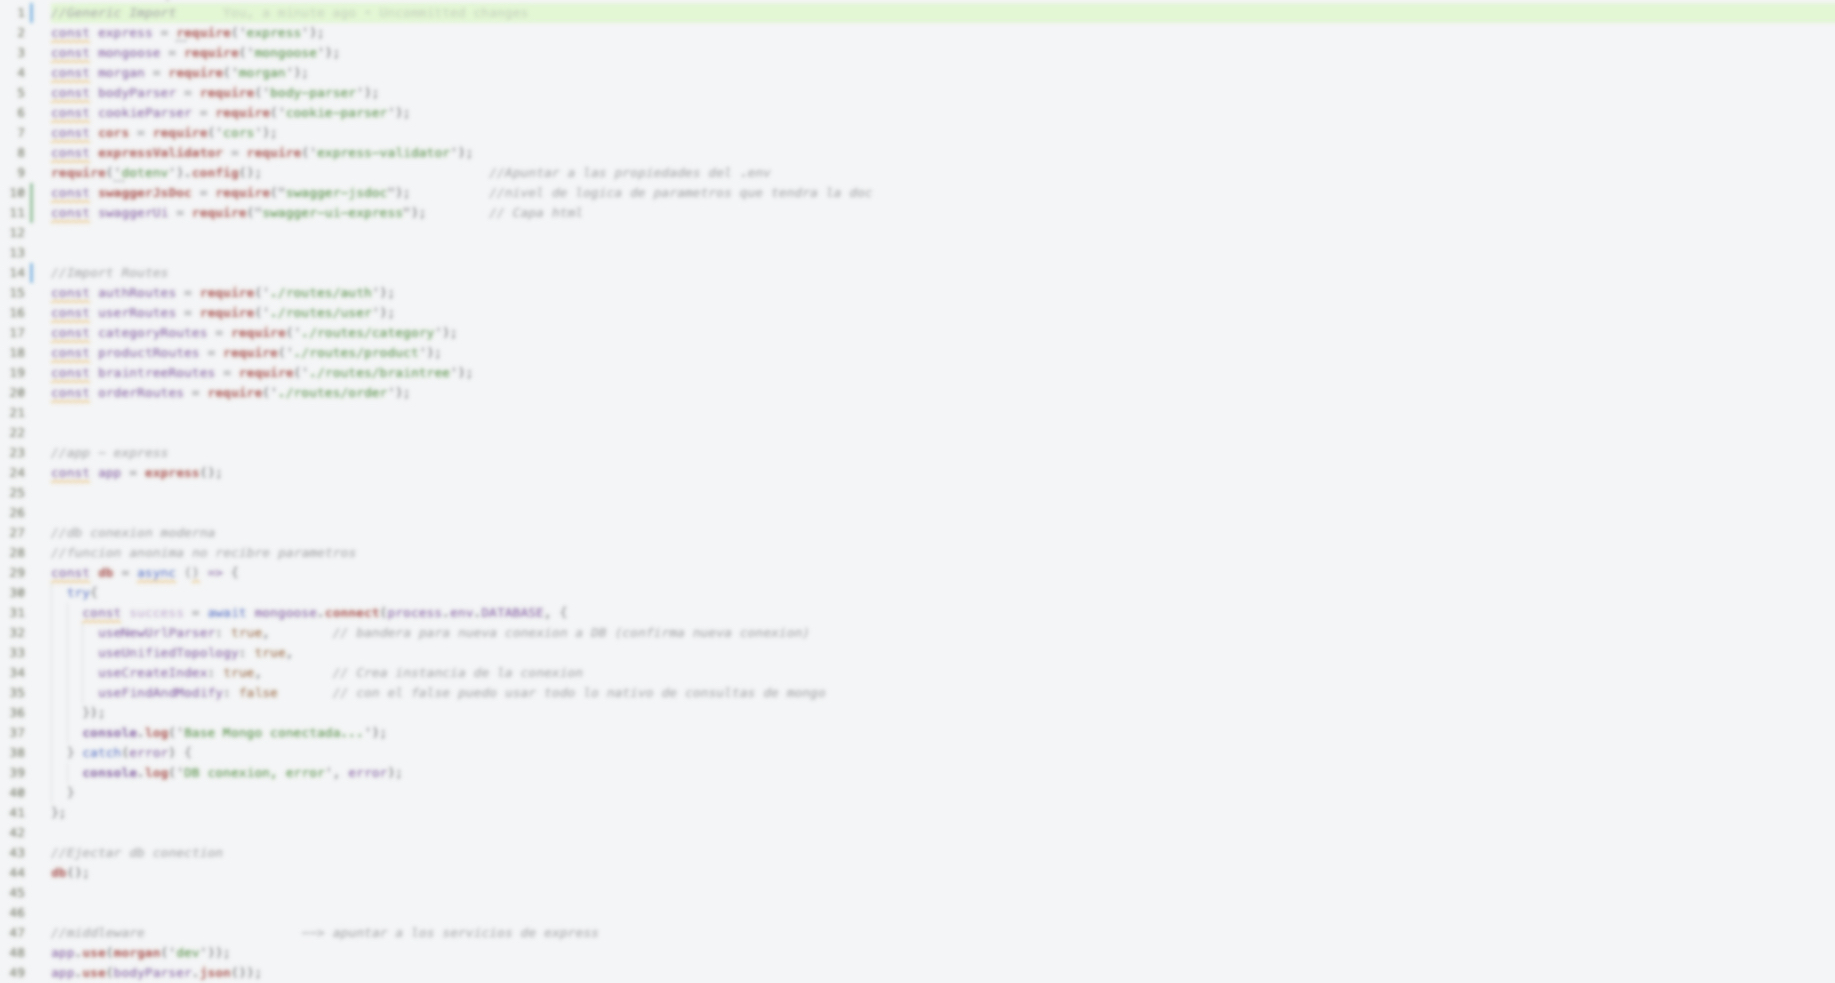 1 //Generic Import You, a minute ago • Uncommitted changes
2 const express = require('express');
3 const mongoose = require('mongoose');
4 const morgan = require('morgan');
5 const bodyParser = require('body-parser');
6 const cookieParser = require('cookie-parser');
7 const cors = require('cors');
8 const expressValidator = require('express-validator');
9 require('dotenv').config(); //Apuntar a las propiedades del .env
10 const swaggerJsDoc = require("swagger-jsdoc"); //nivel de logica de parametros que tendra la doc
11 const swaggerUi = require("swagger-ui-express"); // Capa html
12
13
14 //Import Routes
15 const authRoutes = require('./routes/auth');
16 const userRoutes = require('./routes/user');
17 const categoryRoutes = require('./routes/category');
18 const productRoutes = require('./routes/product');
19 const braintreeRoutes = require('./routes/braintree');
20 const orderRoutes = require('./routes/order');
21
22
23 //app - express
24 const app = express();
25
26
27 //db conexion moderna
28 //funcion anonima no recibre parametros
29 const db = async () => {
30 try{
31 const success = await mongoose.connect(process.env.DATABASE, {
32 useNewUrlParser: true, // bandera para nueva conexion a DB (confirma nueva conexion)
33 useUnifiedTopology: true,
34 useCreateIndex: true, // Crea instancia de la conexion
35 useFindAndModify: false // con el false puedo usar todo lo nativo de consultas de mongo
36 });
37 console.log('Base Mongo conectada...');
38 } catch(error) {
39 console.log('DB conexion, error', error);
40 }
41 };
42
43 //Ejectar db conection
44 db();
45
46
47 //middleware --> apuntar a los servicios de express
48 app.use(morgan('dev'));
49 app.use(bodyParser.json());